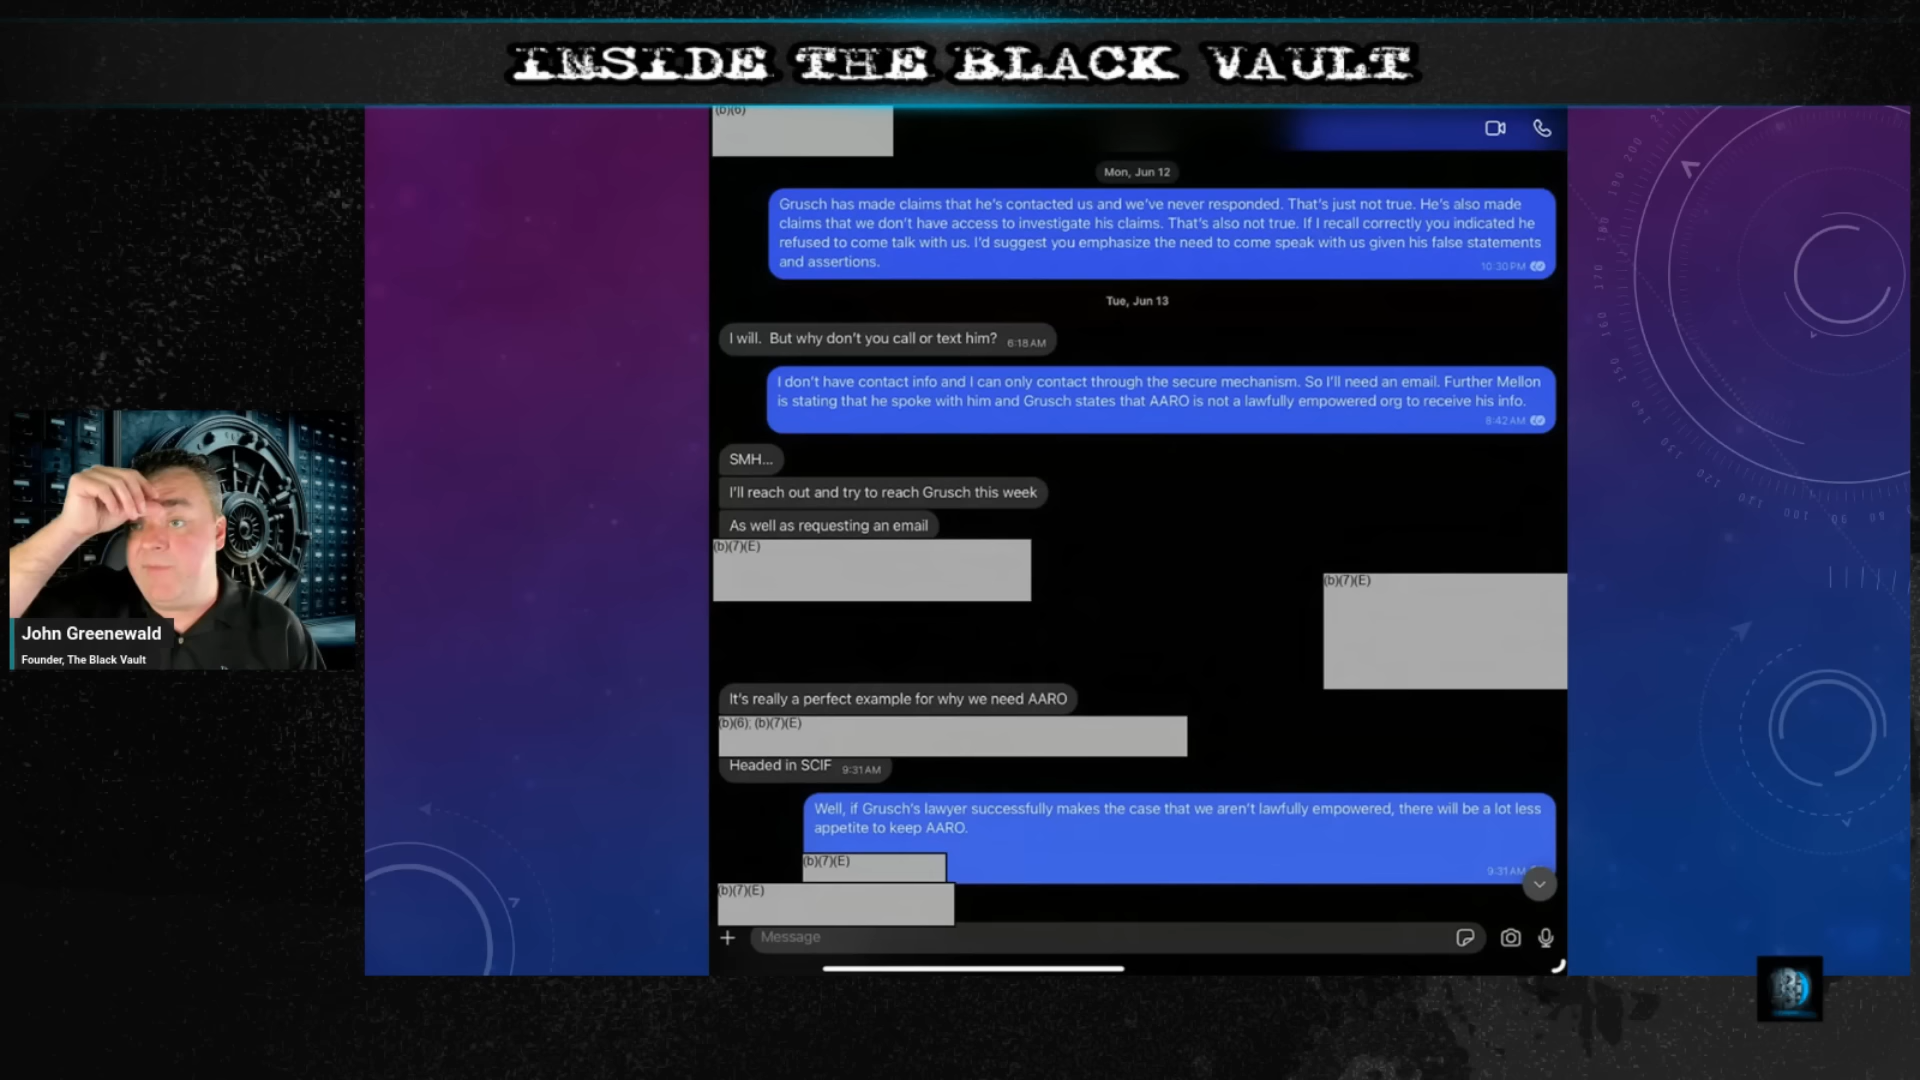 INSIDE THE BLACK VAULT
(b)(6)
Mon, Jun 12
Grusch has made claims that he's contacted us and we've never responded. That's just not true. He's also made
claims that we don't have access to investigate his claims. That's also not true. If I recall correctly you indicated he
refused to come talk with us. I'd suggest you emphasize the need to come speak with us given his false statements
and assertions.
10:30 PM
Tue, Jun 13
I will. But why don't you call or text him? 6:18 AM
I don't have contact info and I can only contact through the secure mechanism. So I'll need an email. Further Mellon
is stating that he spoke with him and Grusch states that AARO is not a lawfully empowered org to receive his info.
8:42 AM
SMH...
I'll reach out and try to reach Grusch this week
As well as requesting an email
(b)(7)(E)
(b)(7)(E)
It's really a perfect example for why we need AARO
(b)(6); (b)(7)(E)
Headed in SCIF 9:31 AM
Well, if Grusch's lawyer successfully makes the case that we aren't lawfully empowered, there will be a lot less
appetite to keep AARO.
(b)(7)(E)
9:31 AM
(b)(7)(E)
Message
John Greenewald
Founder, The Black Vault